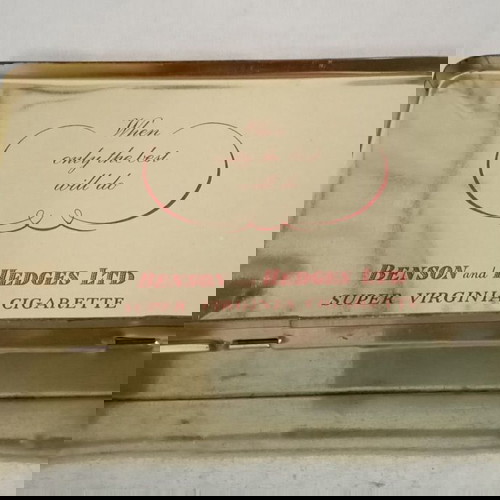 When
only the best
will do
BENSON and HEDGES LTD
SUPER VIRGINIA CIGARETTE